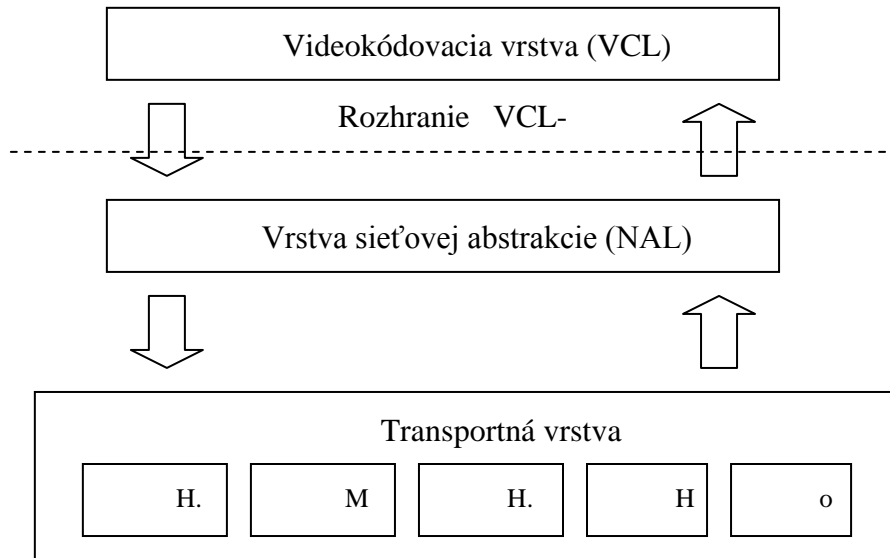 Videokódovacia vrstva (VCL)
Rozhranie VCL-
Vrstva sieťovej abstrakcie (NAL)
Transportná vrstva
H. M H. H o